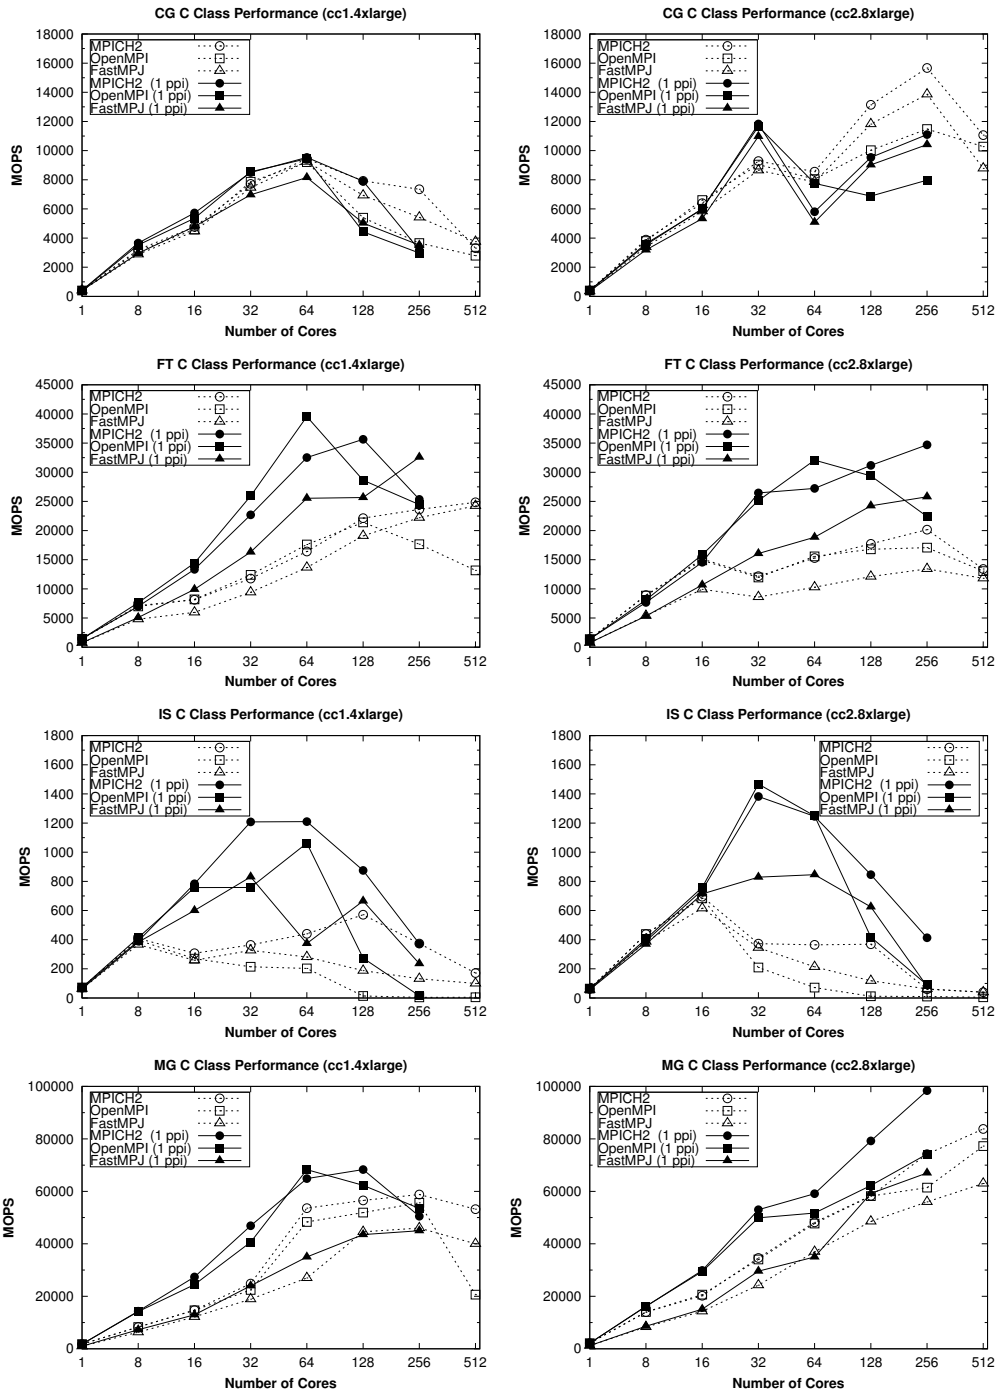 CG C Class Performance (cc1.4xlarge)
18000
16000
14000
12000
10000
8000
6000
4000
2000
0
MOPS
MPICH2
OpenMPI
FastMPJ
MPICH2 (1 ppi)
OpenMPI (1 ppi)
FastMPJ (1 ppi)
1 8 16 32 64 128 256 512
Number of Cores
CG C Class Performance (cc2.8xlarge)
18000
16000
14000
12000
10000
8000
6000
4000
2000
0
MOPS
MPICH2
OpenMPI
FastMPJ
MPICH2 (1 ppi)
OpenMPI (1 ppi)
FastMPJ (1 ppi)
1 8 16 32 64 128 256 512
Number of Cores
FT C Class Performance (cc1.4xlarge)
45000
40000
35000
30000
25000
20000
15000
10000
5000
0
MOPS
MPICH2
OpenMPI
FastMPJ
MPICH2 (1 ppi)
OpenMPI (1 ppi)
FastMPJ (1 ppi)
1 8 16 32 64 128 256 512
Number of Cores
FT C Class Performance (cc2.8xlarge)
45000
40000
35000
30000
25000
20000
15000
10000
5000
0
MOPS
MPICH2
OpenMPI
FastMPJ
MPICH2 (1 ppi)
OpenMPI (1 ppi)
FastMPJ (1 ppi)
1 8 16 32 64 128 256 512
Number of Cores
IS C Class Performance (cc1.4xlarge)
1800
1600
1400
1200
1000
800
600
400
200
0
MOPS
MPICH2
OpenMPI
FastMPJ
MPICH2 (1 ppi)
OpenMPI (1 ppi)
FastMPJ (1 ppi)
1 8 16 32 64 128 256 512
Number of Cores
IS C Class Performance (cc2.8xlarge)
1800
1600
1400
1200
1000
800
600
400
200
0
MOPS
MPICH2
OpenMPI
FastMPJ
MPICH2 (1 ppi)
OpenMPI (1 ppi)
FastMPJ (1 ppi)
1 8 16 32 64 128 256 512
Number of Cores
MG C Class Performance (cc1.4xlarge)
100000
80000
60000
40000
20000
0
MOPS
MPICH2
OpenMPI
FastMPJ
MPICH2 (1 ppi)
OpenMPI (1 ppi)
FastMPJ (1 ppi)
1 8 16 32 64 128 256 512
Number of Cores
MG C Class Performance (cc2.8xlarge)
100000
80000
60000
40000
20000
0
MOPS
MPICH2
OpenMPI
FastMPJ
MPICH2 (1 ppi)
OpenMPI (1 ppi)
FastMPJ (1 ppi)
1 8 16 32 64 128 256 512
Number of Cores